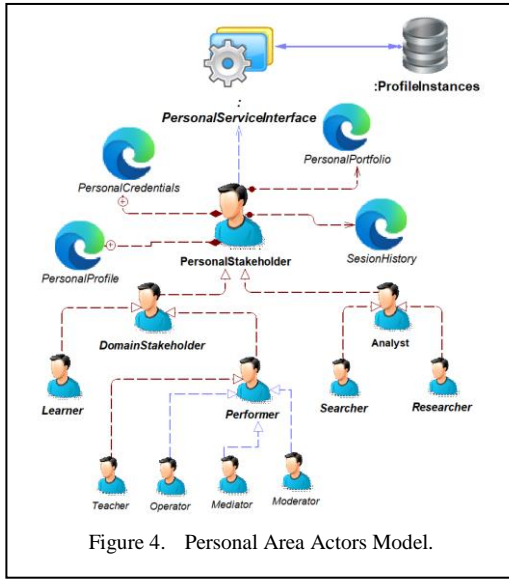 :ProfileInstances
:
PersonalServiceInterface
PersonalPortfolio
PersonalCredentials
PersonalProfile
PersonalStakeholder
SesionHistory
DomainStakeholder
Analyst
Learner
Performer
Searcher
Researcher
Teacher
Operator
Mediator
Moderator
Figure 4. Personal Area Actors Model.